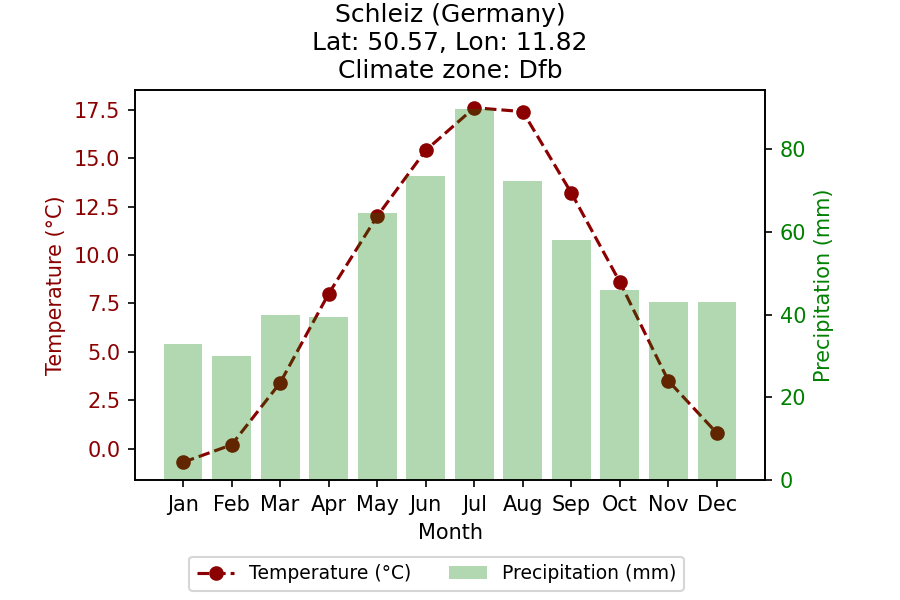 Schleiz (Germany)
Lat: 50.57, Lon: 11.82
Climate zone: Dfb
17.5
15.0
12.5
10.0
7.5
5.0
2.5
0.0
Temperature (°C)
80
60
40
20
0
Precipitation (mm)
Jan Feb Mar Apr May Jun Jul Aug Sep Oct Nov Dec
Month
Temperature (°C) Precipitation (mm)